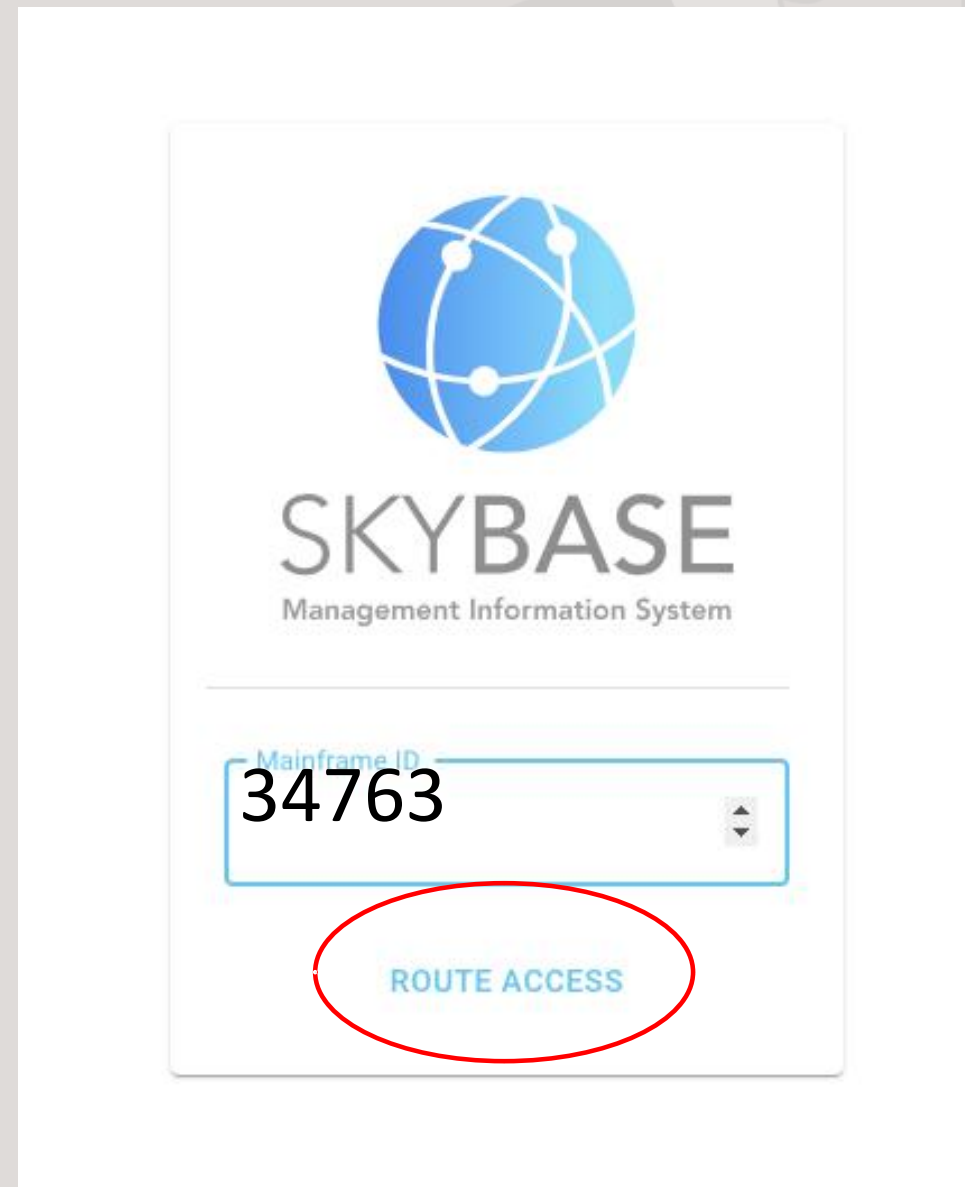 SKYBASE
Management Information System
Mainframe ID
34763
ROUTE ACCESS